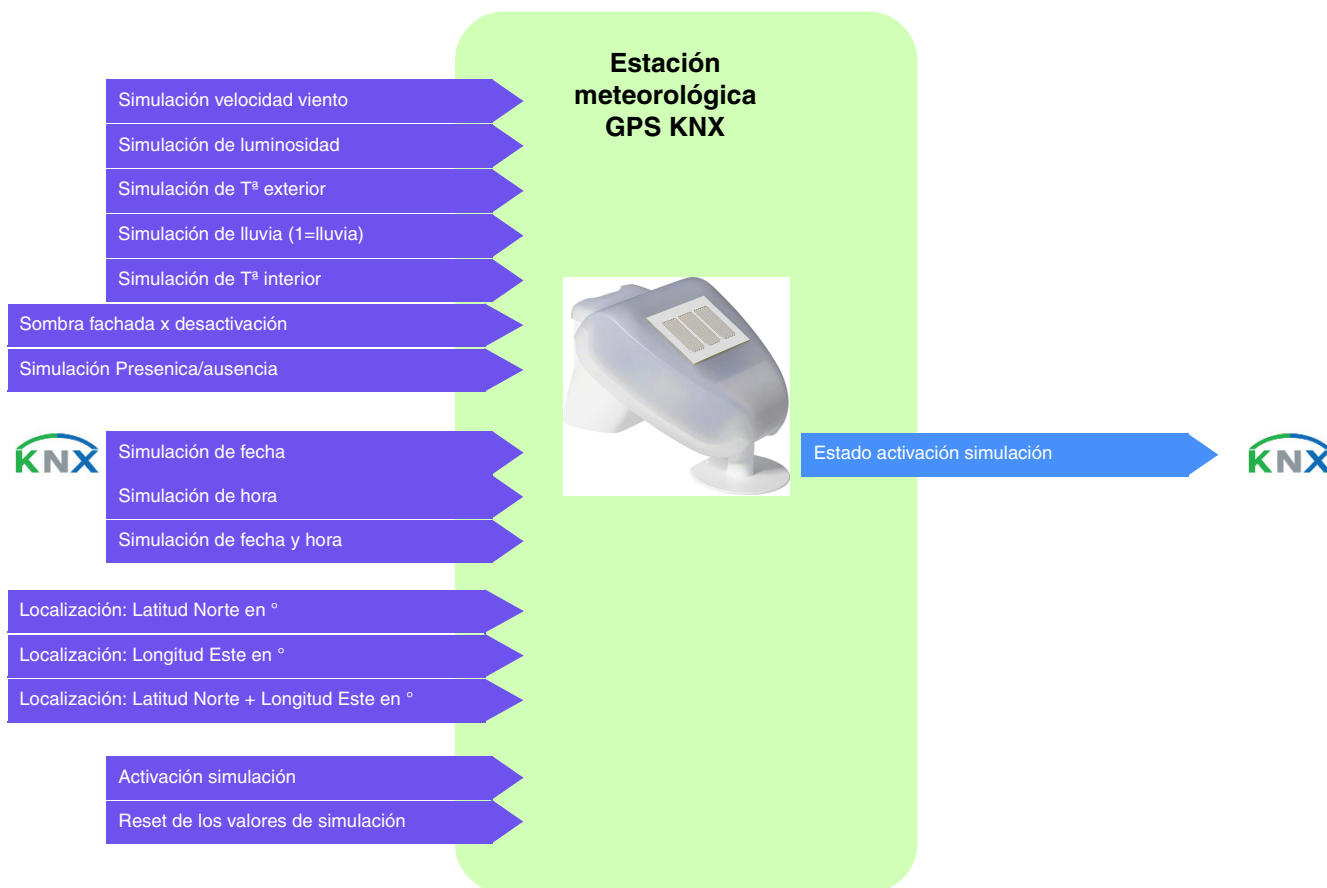 Estación
meteorológica
GPS KNX
Simulación velocidad viento
Simulación de luminosidad
Simulación de Tª exterior
Simulación de lluvia (1=lluvia)
Simulación de Tª interior
Sombra fachada x desactivación
Simulación Presenica/ausencia
KNX
Simulación de fecha
Simulación de hora
Simulación de fecha y hora
Estado activación simulación
KNX
Localización: Latitud Norte en °
Localización: Longitud Este en °
Localización: Latitud Norte + Longitud Este en °
Activación simulación
Reset de los valores de simulación